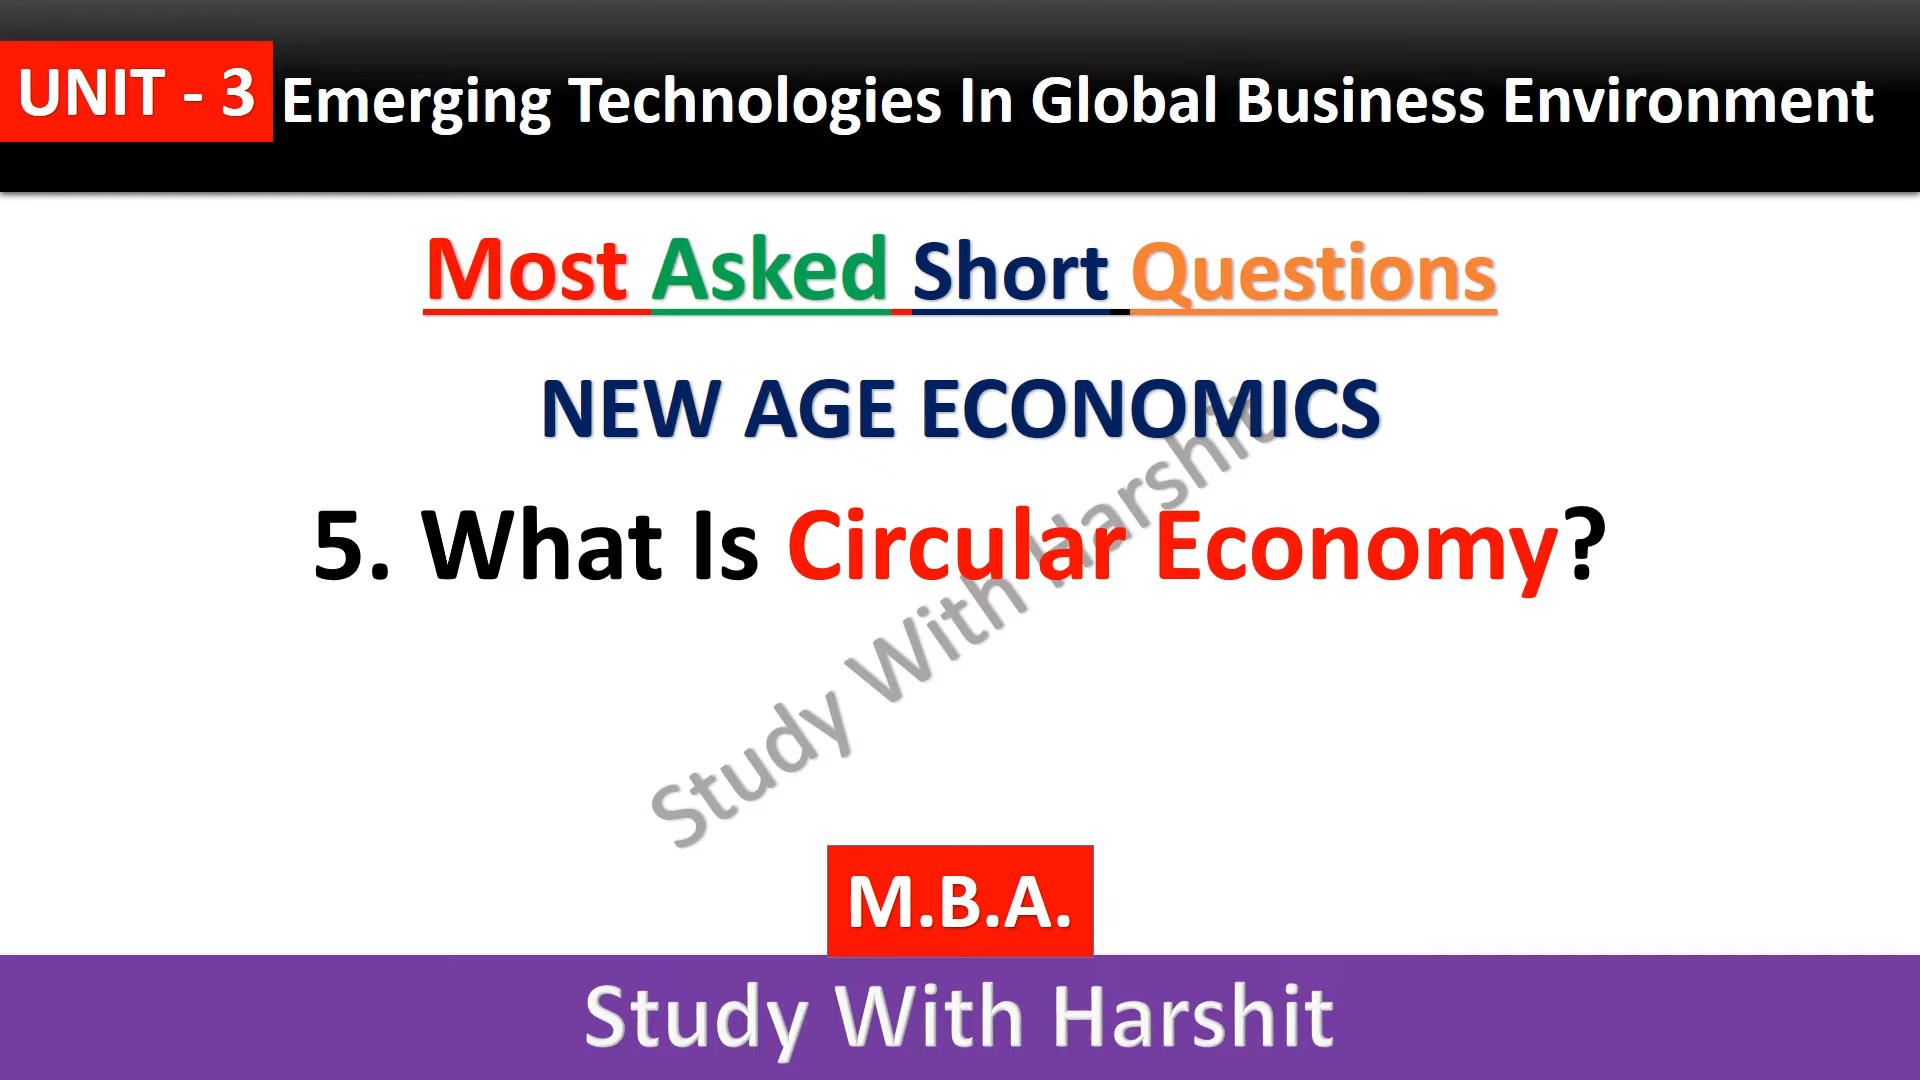 UNIT - 3 Emerging Technologies In Global Business Environment
Most Asked Short Questions
NEW AGE ECONOMICS
5. What Is Circular Economy?
Study With Harshit
M.B.A.
Study With Harshit